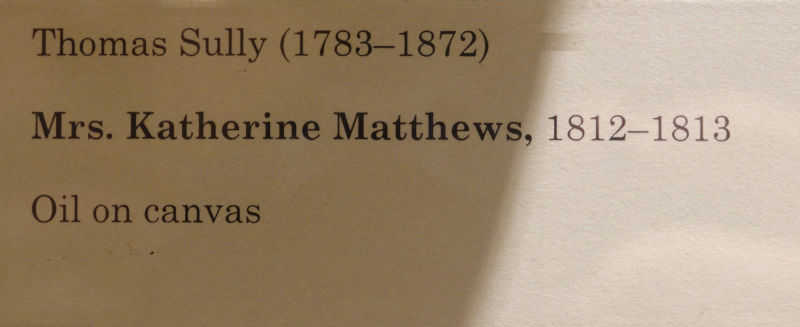 Thomas Sully (1783–1872)
Mrs. Katherine Matthews, 1812–1813
Oil on canvas